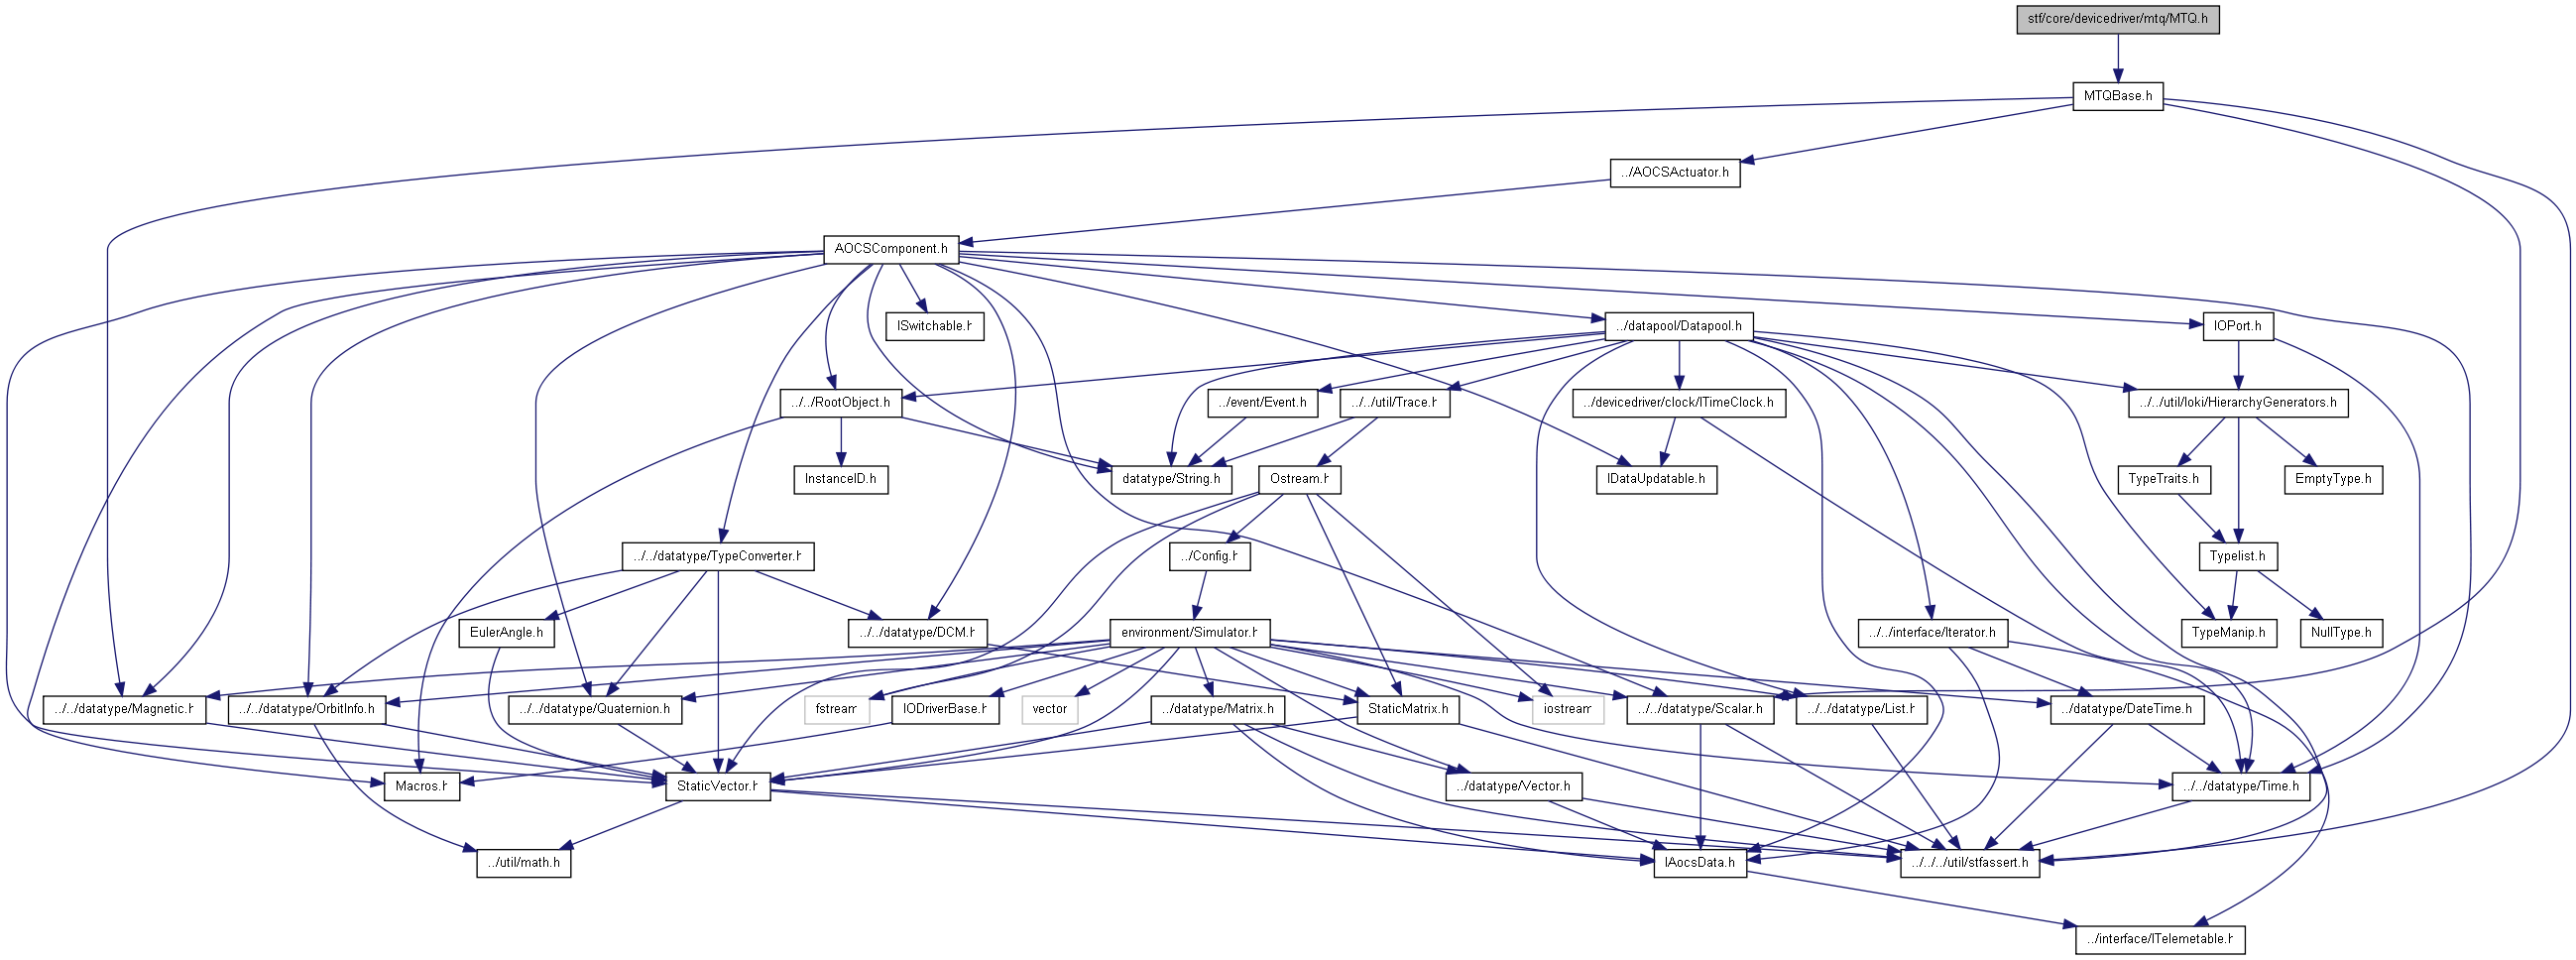 stf/core/devicedriver/mtq/MTQ.h
MTQBase.h
../AOCSActuator.h
AOCSComponent.h
ISwitchable.h
../datapool/Datapool.h
IOPort.h
../../RootObject.h
../event/Event.h
../../util/Trace.h
../devicedriver/clock/ITimeClock.h
../../util/loki/HierarchyGenerators.h
InstanceID.h
datatype/String.h
Ostream.h
IDataUpdatable.h
TypeTraits.h
EmptyType.h
../../datatype/TypeConverter.h
../Config.h
Typelist.h
EulerAngle.h
../../datatype/DCM.h
environment/Simulator.h
../../interface/Iterator.h
TypeManip.h
NullType.h
../../datatype/Magnetic.h
../../datatype/OrbitInfo.h
../../datatype/Quaternion.h
fstream
IODriverBase.h
vector
../datatype/Matrix.h
StaticMatrix.h
iostream
../../datatype/Scalar.h
../../datatype/List.h
../datatype/DateTime.h
Macros.h
StaticVector.h
../datatype/Vector.h
../../datatype/Time.h
../util/math.h
IAocsData.h
../../../util/stfassert.h
../interface/ITelemetable.h